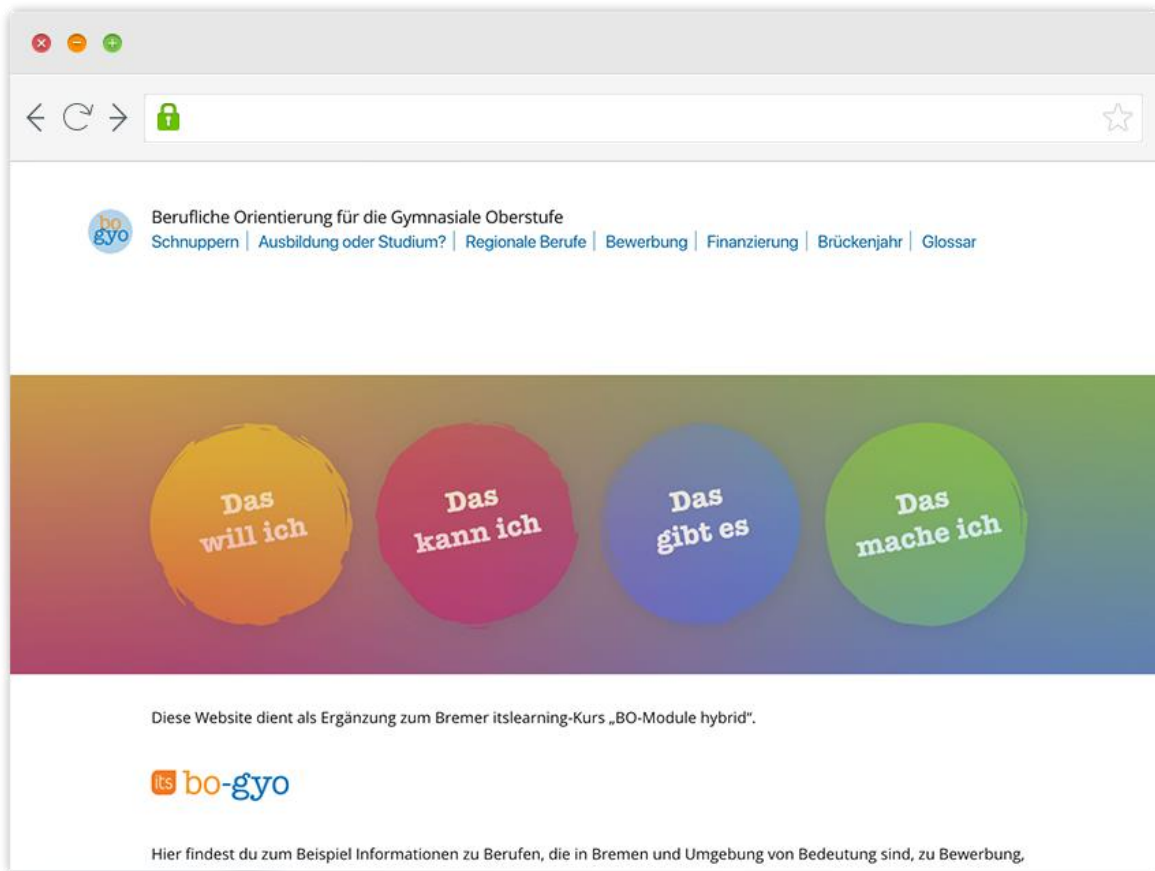 bo
gyo
Berufliche Orientierung für die Gymnasiale Oberstufe
Schnuppern | Ausbildung oder Studium? | Regionale Berufe | Bewerbung | Finanzierung | Brückenjahr | Glossar
Das
will ich
Das
kann ich
Das
gibt es
Das
mache ich
Diese Website dient als Ergänzung zum Bremer itslearning-Kurs „BO-Module hybrid“.
its bo-gyo
Hier findest du zum Beispiel Informationen zu Berufen, die in Bremen und Umgebung von Bedeutung sind, zu Bewerbung,